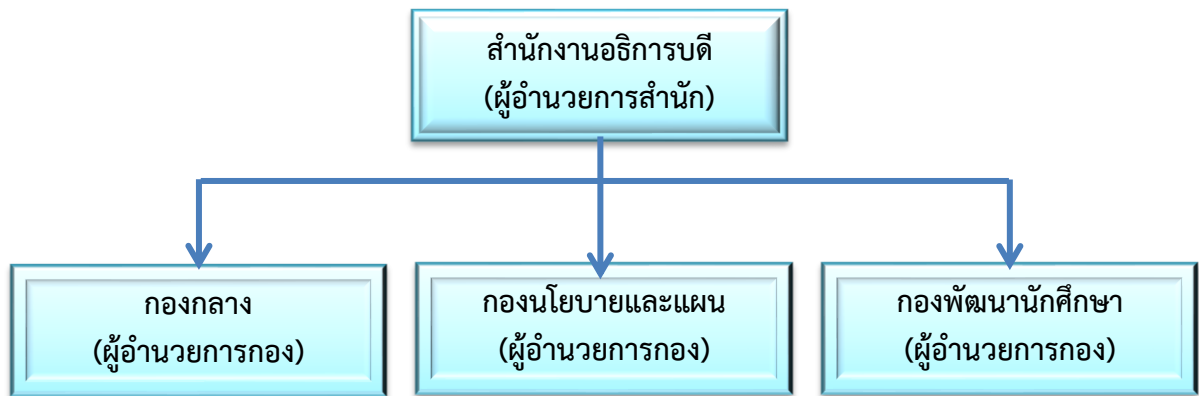 สำนักงานอธิการบดี
(ผู้อำนวยการสำนัก)
กองกลาง
(ผู้อำนวยการกอง)
กองนโยบายและแผน
(ผู้อำนวยการกอง)
กองพัฒนานักศึกษา
(ผู้อำนวยการกอง)